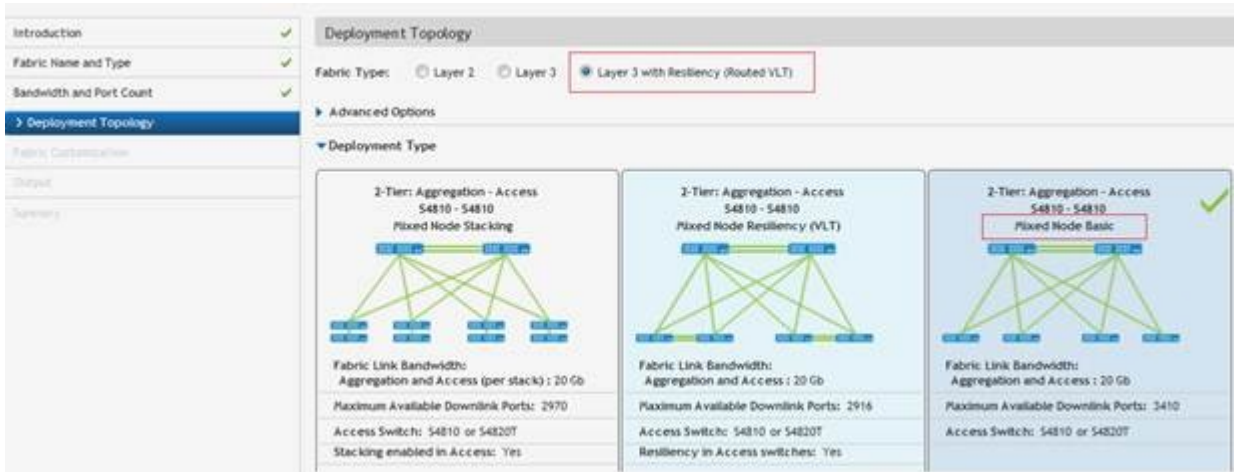 Introduction
Fabric Name and Type
Bandwidth and Port Count
> Deployment Topology
Fabric Customization
Output
Summary
Deployment Topology
Fabric Type: Layer 2 Layer 3 Layer 3 with Resiliency (Routed VLT)
Advanced Options
Deployment Type
2-Tier: Aggregation - Access
S4810 - S4810
Mixed Node Stacking
Fabric Link Bandwidth:
Aggregation and Access (per stack) : 20 Gb
Maximum Available Downlink Ports: 2970
Access Switch: S4810 or S4820T
Stacking enabled in Access: Yes
2-Tier: Aggregation - Access
S4810 - S4810
Mixed Node Resiliency (VLT)
Fabric Link Bandwidth:
Aggregation and Access : 20 Gb
Maximum Available Downlink Ports: 2916
Access Switch: S4810 or S4820T
Resiliency in Access switches: Yes
2-Tier: Aggregation - Access
S4810 - S4810
Mixed Node Basic
Fabric Link Bandwidth:
Aggregation and Access : 20 Gb
Maximum Available Downlink Ports: 3410
Access Switch: S4810 or S4820T